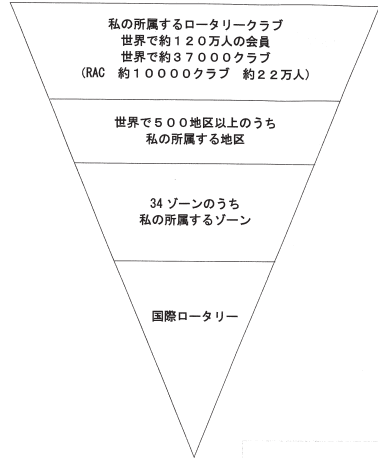 私の所属するロータリークラブ
世界で約１２０万人の会員
世界で約３７０００クラブ
(RAC　約１００００クラブ　約２２万人)
世界で５００地区以上のうち
私の所属する地区
34 ゾーンのうち
私の所属するゾーン
国際ロータリー